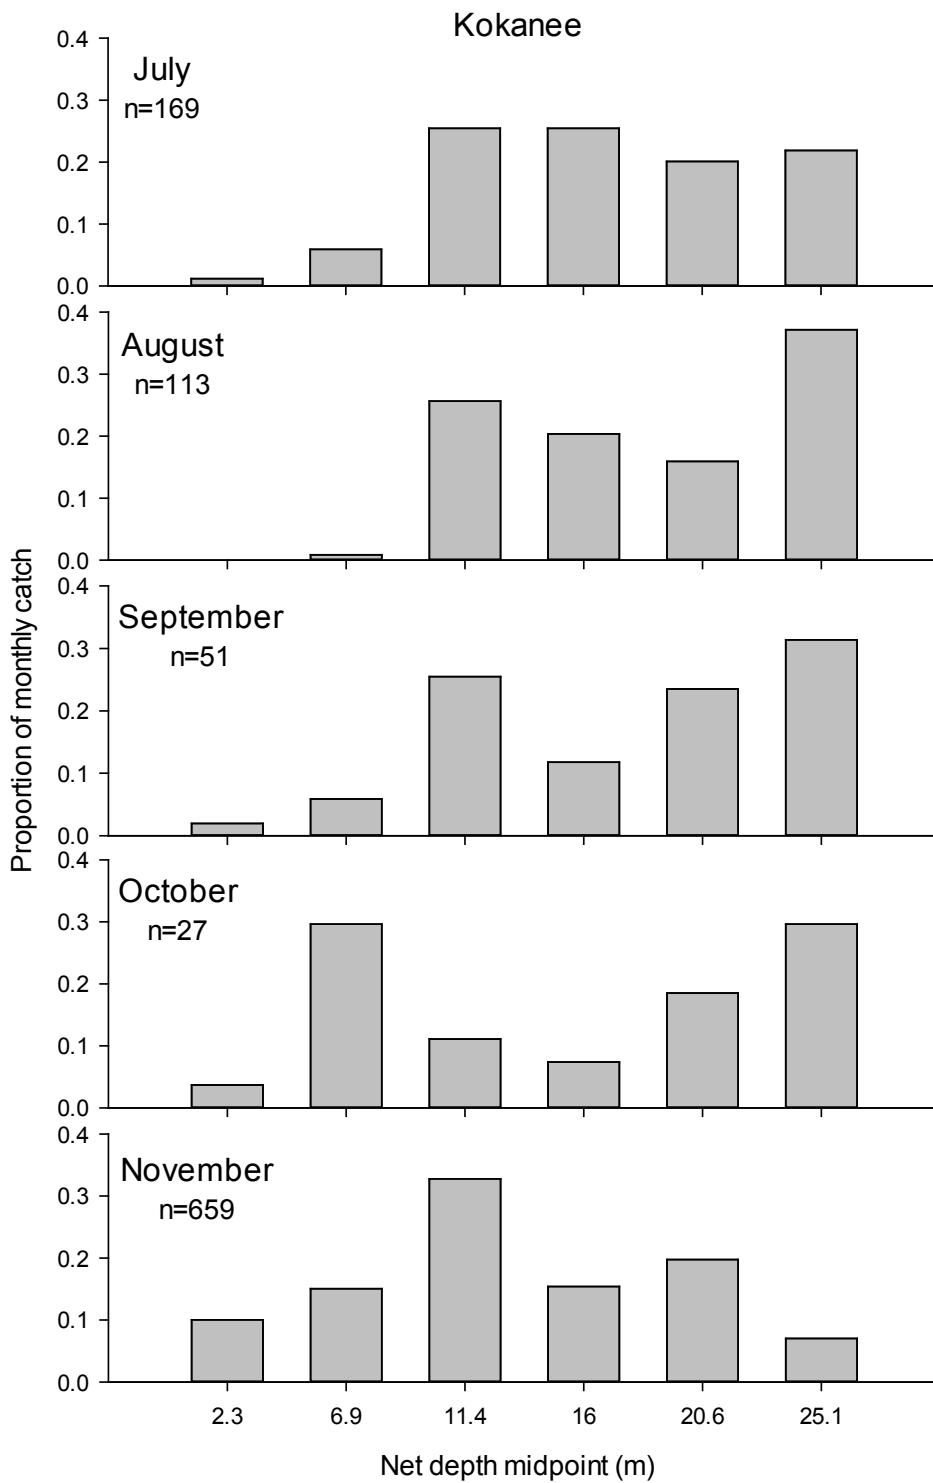 Kokanee
Proportion of monthly catch
July
n=169
0.4
0.3
0.2
0.1
0.0
August
n=113
0.4
0.3
0.2
0.1
0.0
September
n=51
0.4
0.3
0.2
0.1
0.0
October
n=27
0.4
0.3
0.2
0.1
0.0
November
n=659
0.4
0.3
0.2
0.1
0.0
2.3 6.9 11.4 16 20.6 25.1
Net depth midpoint (m)